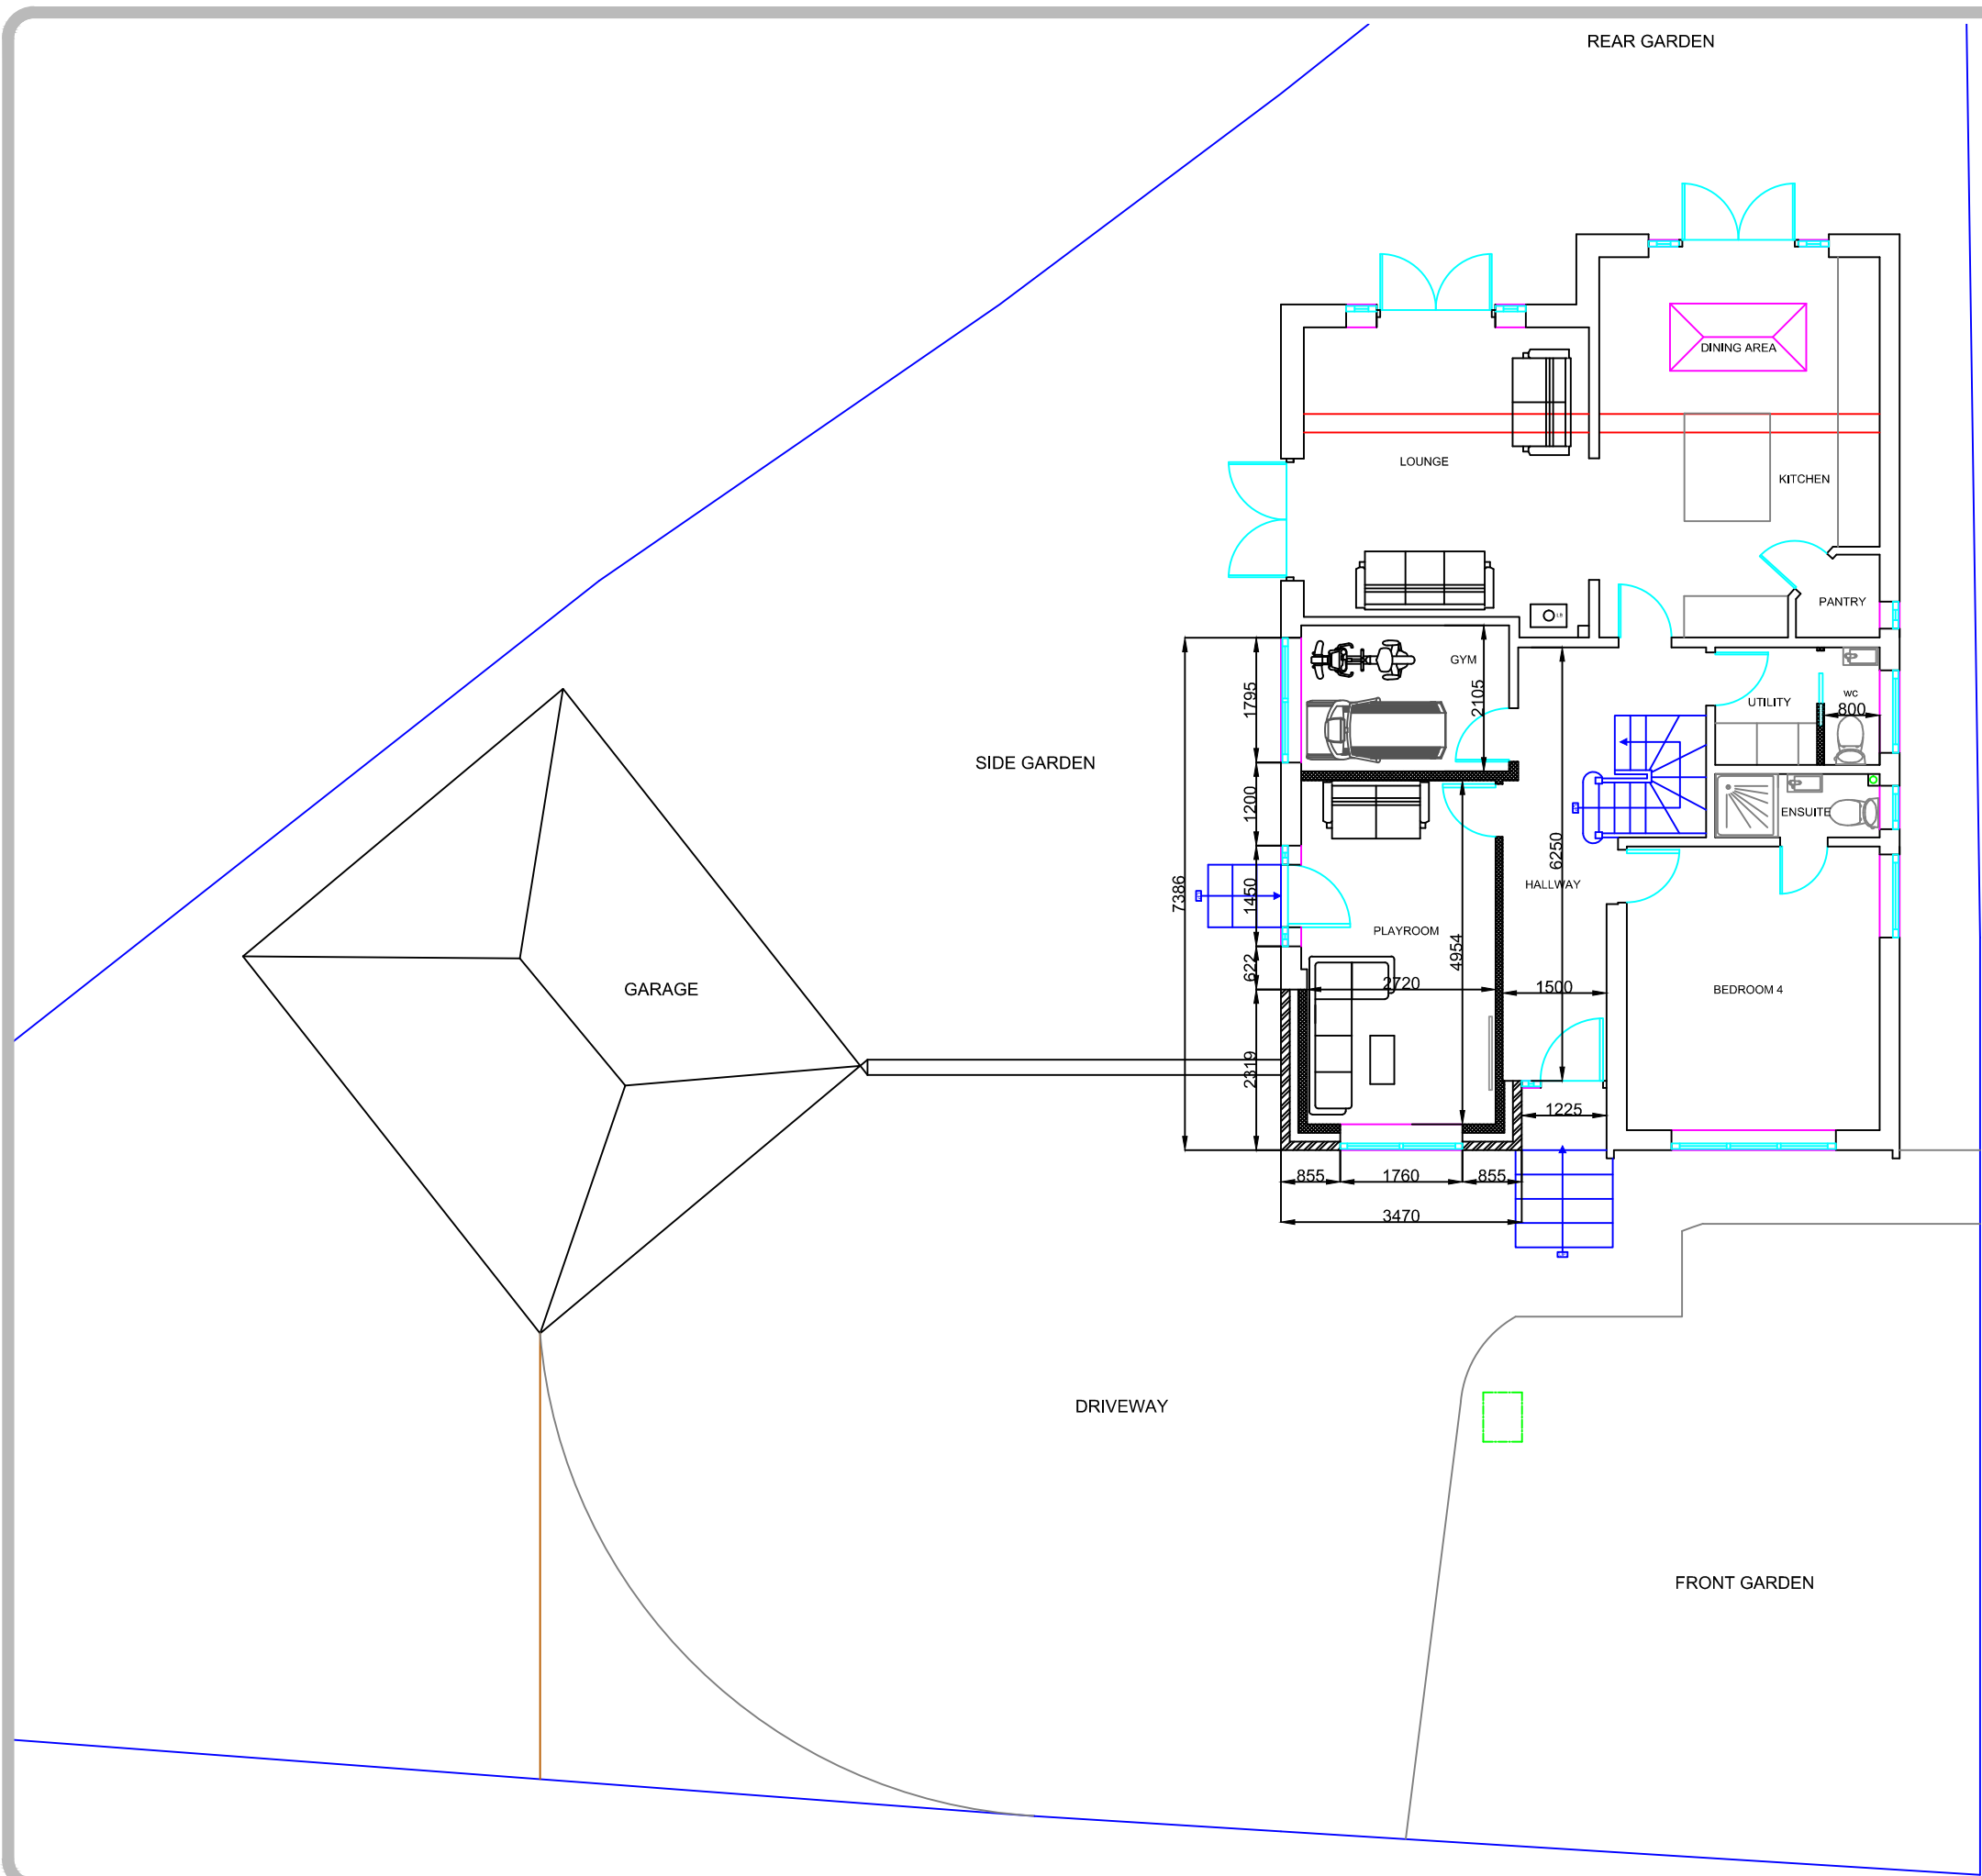 REAR GARDEN
DINING AREA
LOUNGE
KITCHEN
PANTRY
GYM
2105
1795
UTILITY
wc
800
SIDE GARDEN
1200
ENSUITE
6250
HALLWAY
7386
1450
PLAYROOM
4954
622
2720
1500
BEDROOM 4
GARAGE
2319
1225
855
1760
855
3470
DRIVEWAY
FRONT GARDEN